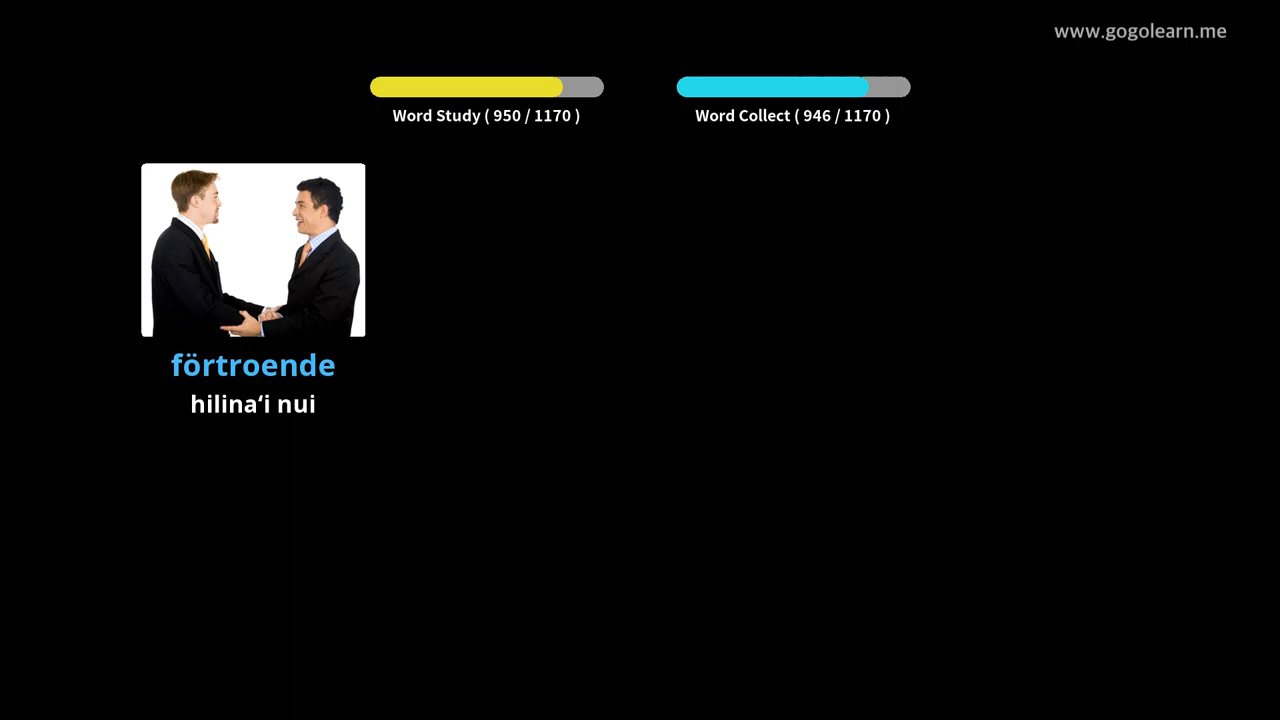 www.gogolearn.me
Word Study ( 950 / 1170 )
Word Collect ( 946 / 1170 )
förtroende
hilinaʻi nui